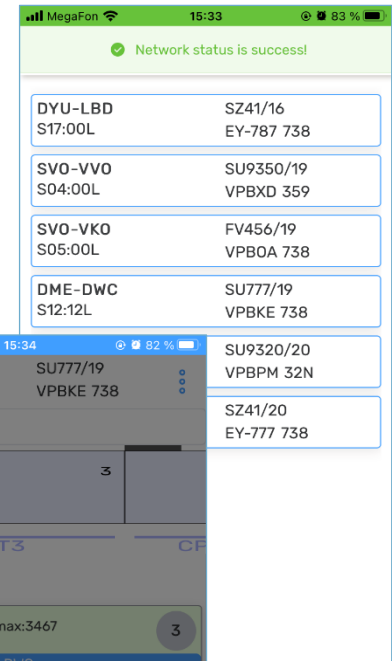 MegaFon 15:33 83 %
Network status is success!
DYU-LBD SZ41/16
S17:00L EY-787 738
SVO-VVO SU9350/19
S04:00L VPBXD 359
SVO-VKO FV456/19
S05:00L VPBOA 738
DME-DWC SU777/19
S12:12L VPBKE 738
SU9320/20
VPBPM 32N
SZ41/20
EY-777 738
15:34 82 %
SU777/19
VPBKE 738
3
T3
max:3467
3